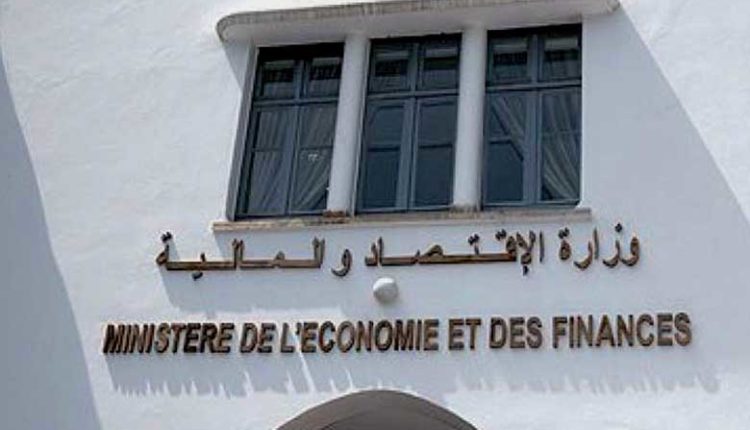 وزارة الإقتصاد والمالية
MINISTERE DE L'ECONOMIE ET DES FINANCES